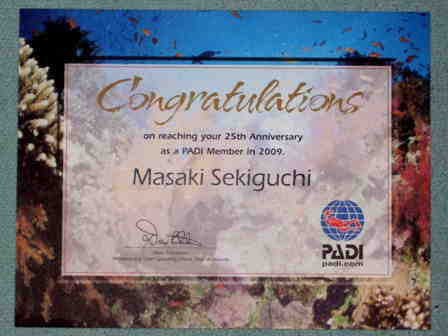 Congratulations
on reaching your 25th Anniversary
as a PADI Member in 2009.
Masaki Sekiguchi
PADI
padi.com